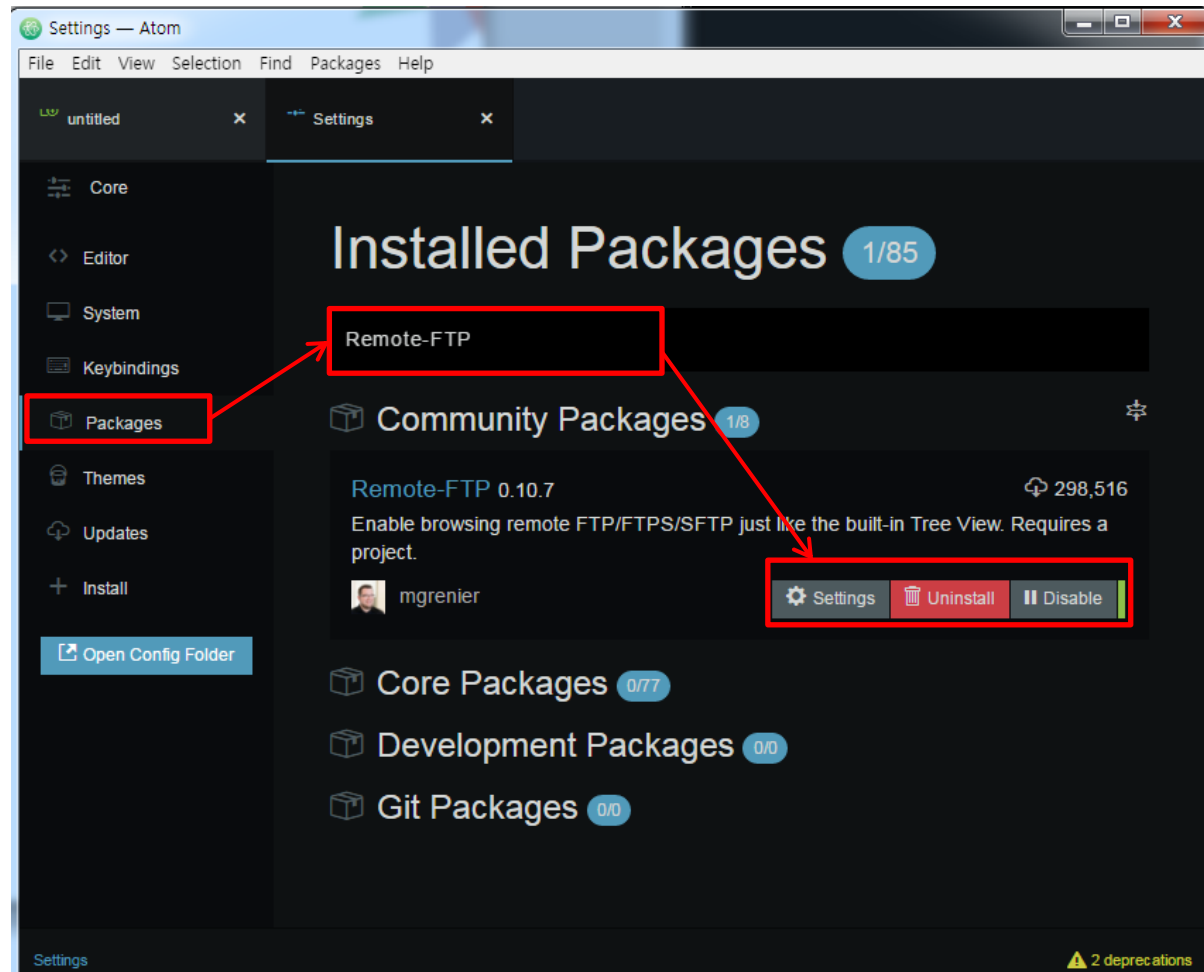 Settings — Atom
File Edit View Selection Find Packages Help
untitled
Settings
Core
Editor
System
Keybindings
Packages
Themes
Updates
Install
Open Config Folder
Installed Packages 1/85
Remote-FTP
Community Packages 1/8
Remote-FTP 0.10.7 298,516
Enable browsing remote FTP/FTPS/SFTP just like the built-in Tree View. Requires a
project.
mgrenier
Settings Uninstall Disable
Core Packages 0/77
Development Packages 0/0
Git Packages 0/0
Settings 2 deprecations